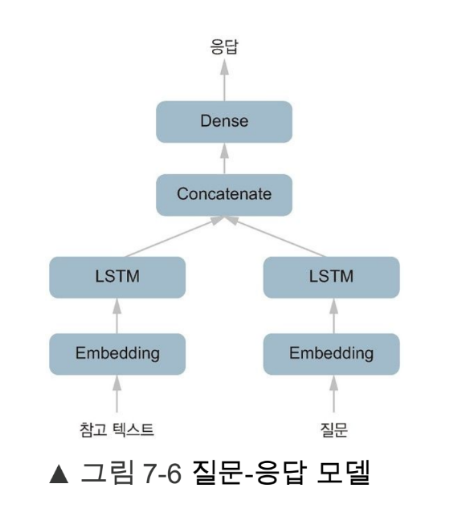 응답
Dense
Concatenate
LSTM LSTM
Embedding Embedding
참고 텍스트 질문
▲ 그림 7-6 질문-응답 모델